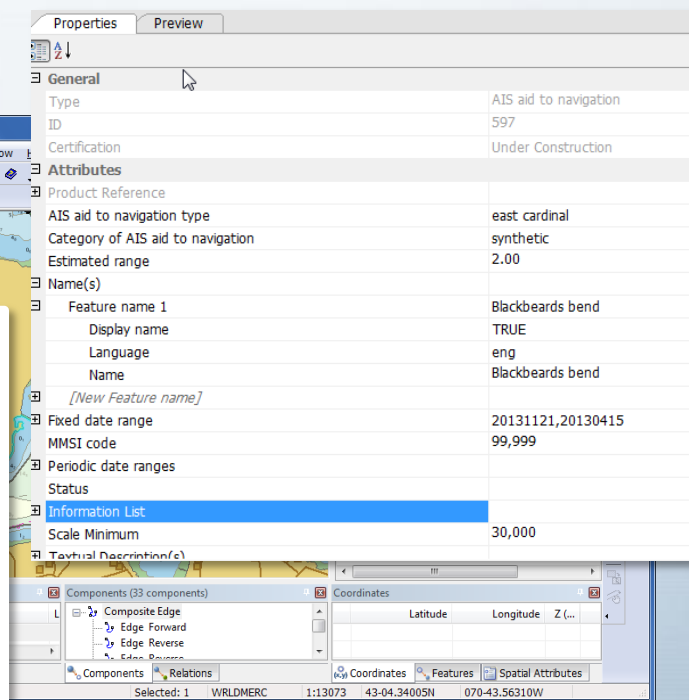 Properties Preview
General
Type AIS aid to navigation
ID 597
Certification Under Construction
Attributes
Product Reference
AIS aid to navigation type east cardinal
Category of AIS aid to navigation synthetic
Estimated range 2.00
Name(s)
Feature name 1 Blackbeards bend
Display name TRUE
Language eng
Name Blackbeards bend
[New Feature name]
Fixed date range 20131121,20130415
MMSI code 99,999
Periodic date ranges
Status
Information List
Scale Minimum 30,000
Textual Description(s)
Components (33 components) Coordinates
Composite Edge Latitude Longitude Z (...
Edge Forward
Edge Reverse
Edge Reverse
Components Relations Coordinates Features Spatial Attributes
Selected: 1 WRLDMERC 1:13073 43-04.34005N 070-43.56310W